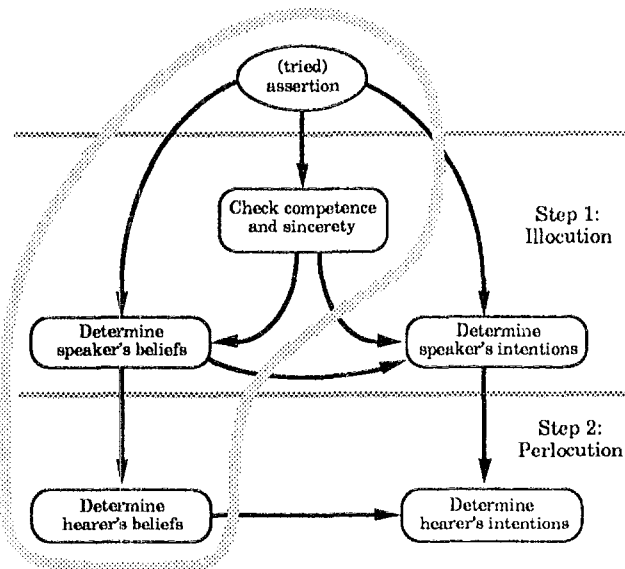 (tried)
assertion
Check competence
and sincerety
Step 1:
Illocution
Determine
speaker's beliefs
Determine
speaker's intentions
Step 2:
Perlocution
Determine
hearer's beliefs
Determine
hearer's intentions